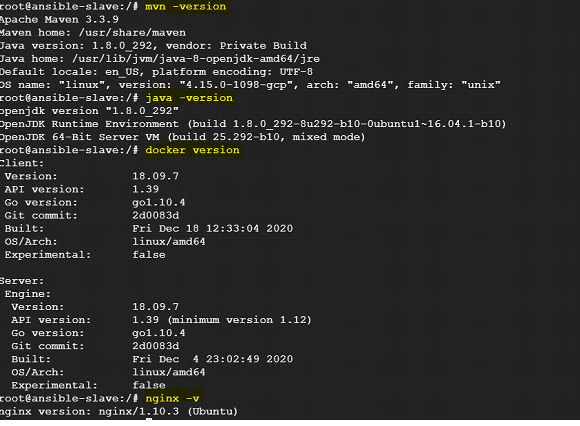 root@ansible-slave:/# mvn -version
Apache Maven 3.3.9
Maven home: /usr/share/maven
Java version: 1.8.0_292, vendor: Private Build
Java home: /usr/lib/jvm/java-8-openjdk-amd64/jre
Default locale: en_US, platform encoding: UTF-8
OS name: "linux", version: "4.15.0-1098-gcp", arch: "amd64", family: "unix"
root@ansible-slave:/# java -version
openjdk version "1.8.0_292"
OpenJDK Runtime Environment (build 1.8.0_292-8u292-b10-0ubuntu1~16.04.1-b10)
OpenJDK 64-Bit Server VM (build 25.292-b10, mixed mode)
root@ansible-slave:/# docker version
Client:
Version: 18.09.7
API version: 1.39
Go version: go1.10.4
Git commit: 2d0083d
Built: Fri Dec 18 12:33:04 2020
OS/Arch: linux/amd64
Experimental: false
Server:
Engine:
Version: 18.09.7
API version: 1.39 (minimum version 1.12)
Go version: go1.10.4
Git commit: 2d0083d
Built: Fri Dec  4 23:02:49 2020
OS/Arch: linux/amd64
Experimental: false
root@ansible-slave:/# nginx -v
nginx version: nginx/1.10.3 (Ubuntu)